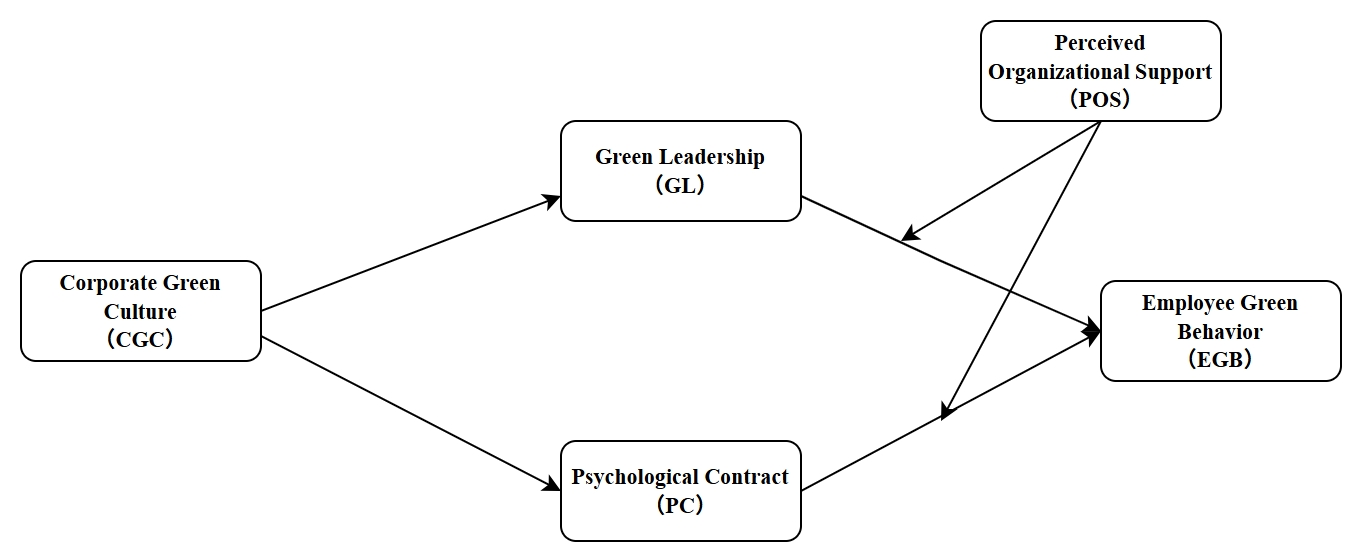 Perceived
Organizational Support
（POS）
Green Leadership
（GL）
Corporate Green
Culture
（CGC）
Employee Green
Behavior
（EGB）
Psychological Contract
（PC）